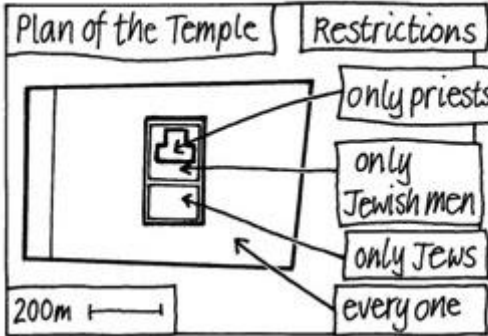 Plan of the Temple
Restrictions
only priests
only
Jewish men
only Jews
every one
200m